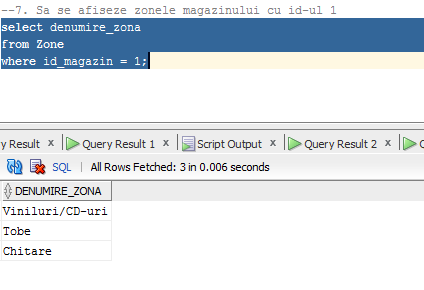 --7. Sa se afiseze zonele magazinului cu id-ul 1
select denumire_zona
from Zone
where id_magazin = 1;
y Result x Query Result 1 x Script Output x Query Result 2 x
SQL | All Rows Fetched: 3 in 0.006 seconds
DENUMIRE_ZONA
Viniluri/CD-uri
Tobe
Chitare